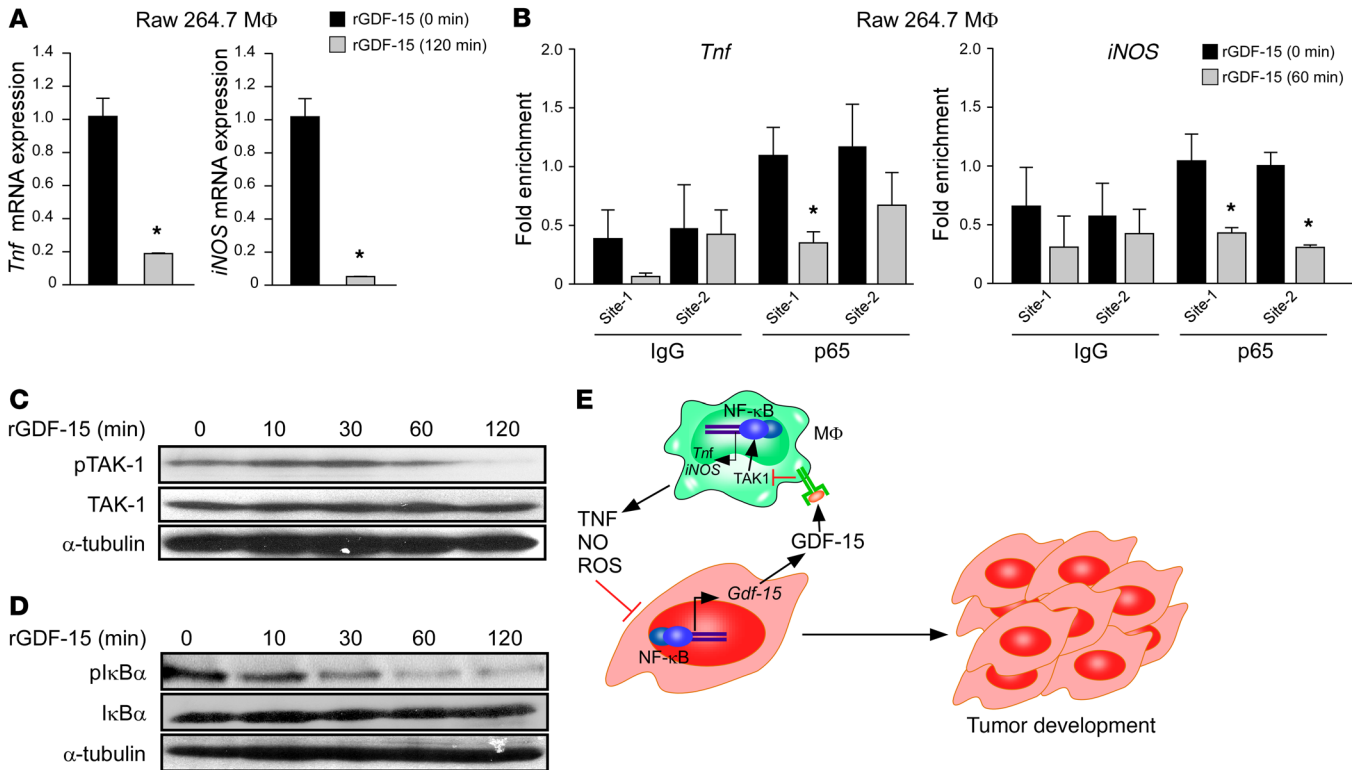 A
Raw 264.7 MΦ
rGDF-15 (0 min)
rGDF-15 (120 min)
Tnf mRNA expression
1.4
1.2
1.0
0.8
0.6
0.4
0.2
0
*
iNOS mRNA expression
1.4
1.2
1.0
0.8
0.6
0.4
0.2
0
*
B
Raw 264.7 MΦ
Tnf
Fold enrichment
2.0
1.5
1.0
0.5
0
*
Site-1
Site-2
Site-1
Site-2
IgG
p65
iNOS
rGDF-15 (0 min)
rGDF-15 (60 min)
Fold enrichment
2.0
1.5
1.0
0.5
0
*
*
Site-1
Site-2
Site-1
Site-2
IgG
p65
C
rGDF-15 (min) 0 10 30 60 120
pTAK-1
TAK-1
α-tubulin
D
rGDF-15 (min) 0 10 30 60 120
pIκBα
IκBα
α-tubulin
E
NF-κB
MΦ
Tnf
iNOS
TAK1
TNF
NO
ROS
GDF-15
Gdf-15
NF-κB
Tumor development